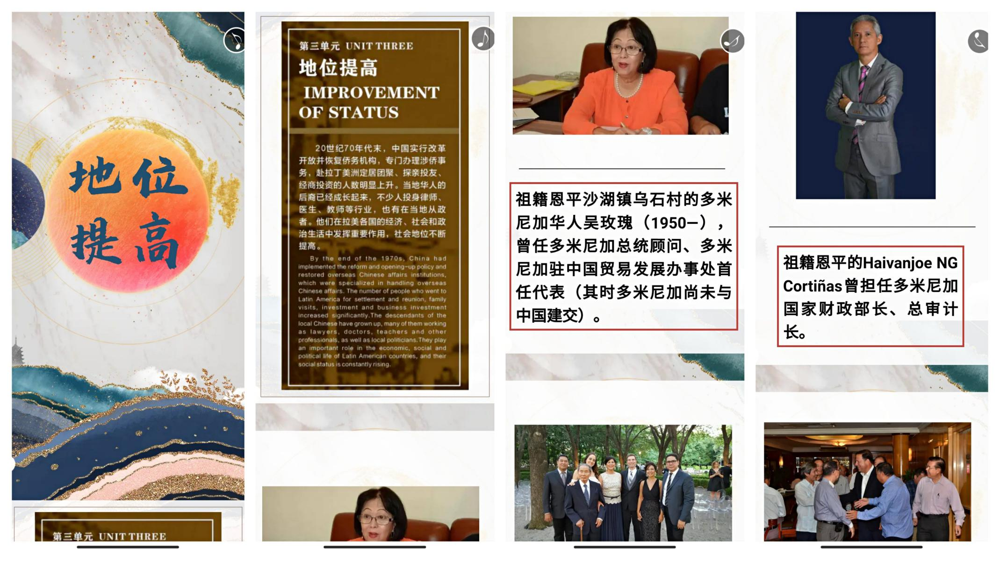 地位
提高
第三单元 UNIT THREE
第三单元 UNIT THREE
地位提高
IMPROVEMENT
OF STATUS
20世纪70年代末，中国实行改革
开放并恢复侨务机构，专门办理涉侨事
务，赴拉丁美洲定居团聚、探亲投友、
经商投资的人数明显上升。当地华人的
后裔已经成长起来，不少人投身律师、
医生、教师等行业，也有在当地从政
者。他们在拉美各国的经济、社会和政
治生活中发挥重要作用，社会地位不断
提高。
By the end of the 1970s, China had
implemented the reform and opening-up policy and
restored overseas Chinese affairs institutions,
which were specialized in handling overseas
Chinese affairs. The number of people who went to
Latin America for settlement and reunion, family
visits, investment and business investment
increased significantly.The descendants of the
local Chinese have grown up, many of them working
as lawyers, doctors, teachers and other
professionals, as well as local politicians.They play
an important role in the economic, social and
political life of Latin American countries, and their
social status is constantly rising.
祖籍恩平沙湖镇乌石村的多米
尼加华人吴玫瑰（1950—），
曾任多米尼加总统顾问、多米
尼加驻中国贸易发展办事处首
任代表（其时多米尼加尚未与
中国建交）。
祖籍恩平的Haivanjoe NG
Cortiñas曾担任多米尼加
国家财政部长、总审计
长。